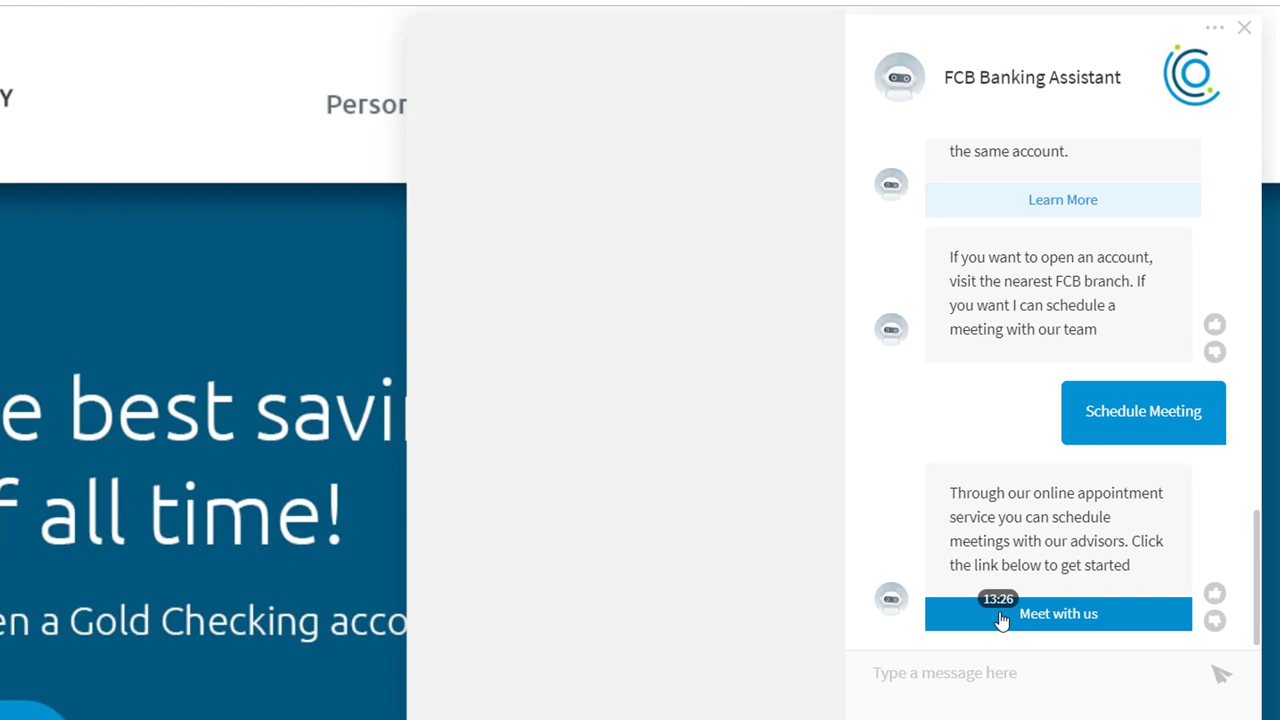 Y
Person
e best savin
f all time!
en a Gold Checking acco
FCB Banking Assistant
the same account.
Learn More
If you want to open an account,
visit the nearest FCB branch. If
you want I can schedule a
meeting with our team
Schedule Meeting
Through our online appointment
service you can schedule
meetings with our advisors. Click
the link below to get started
13:26
Meet with us
Type a message here